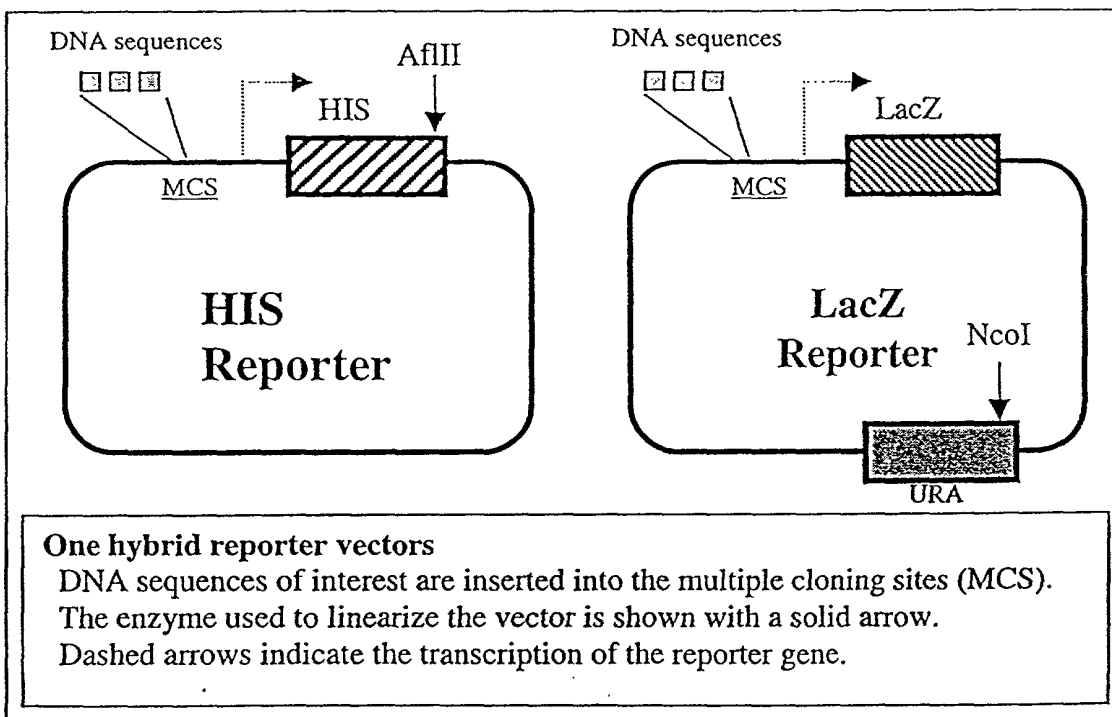 DNA sequences
AflII
HIS
MCS
HIS
Reporter
DNA sequences
LacZ
MCS
LacZ
Reporter
NcoI
URA
One hybrid reporter vectors
DNA sequences of interest are inserted into the multiple cloning sites (MCS).
The enzyme used to linearize the vector is shown with a solid arrow.
Dashed arrows indicate the transcription of the reporter gene.